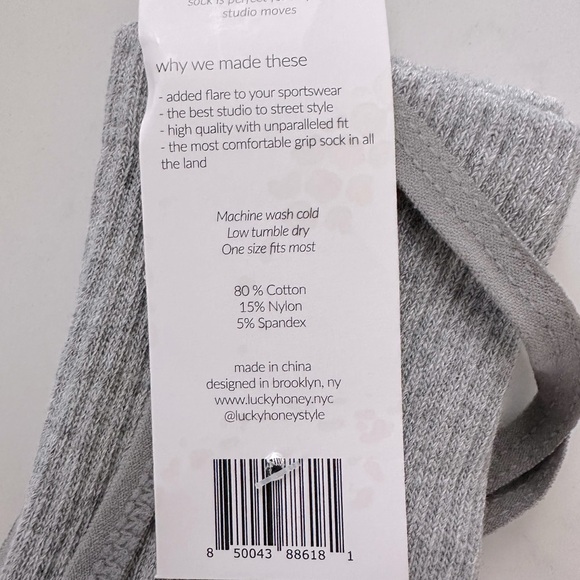 sock is perfect
studio moves
why we made these
- added flare to your sportswear
- the best studio to street style
- high quality with unparalleled fit
- the most comfortable grip sock in all
the land
Machine wash cold
Low tumble dry
One size fits most
80 % Cotton
15% Nylon
5% Spandex
made in china
designed in brooklyn, ny
www.luckyhoney.nyc
@luckyhoneystyle
8 50043 88618 1